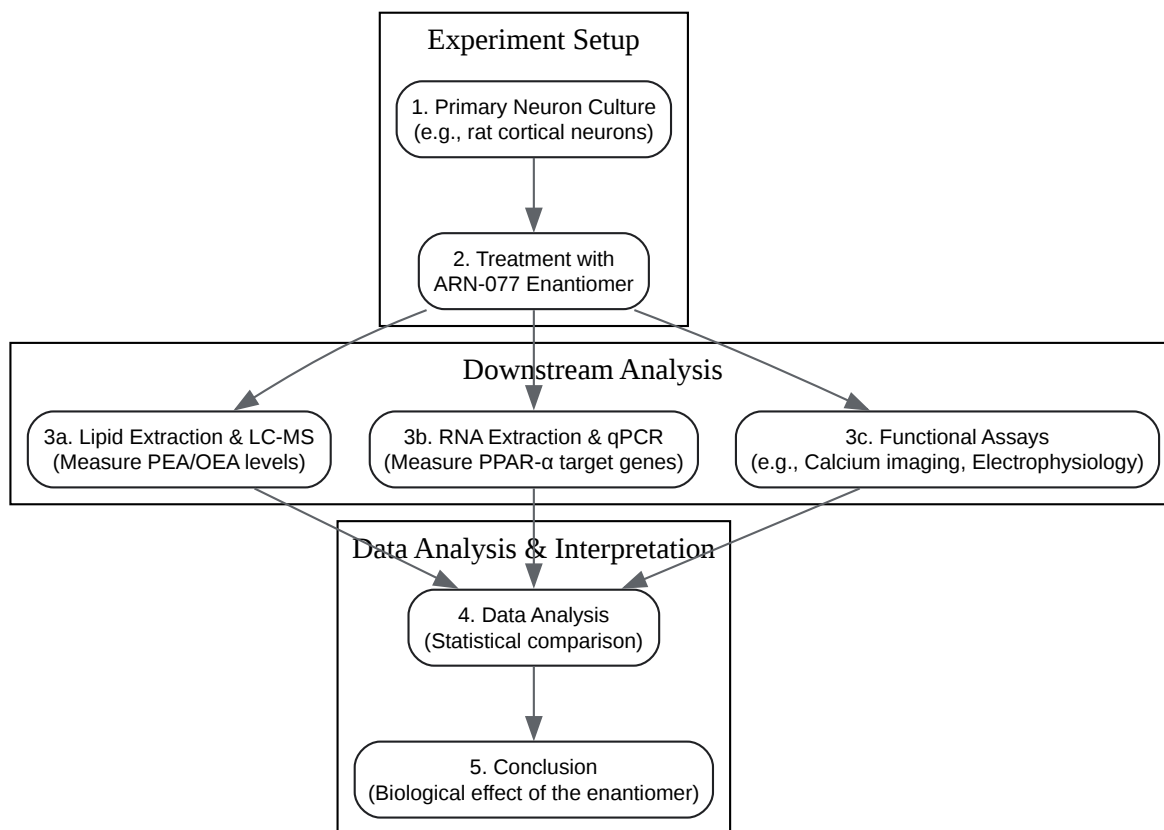 Experiment Setup
1. Primary Neuron Culture
(e.g., rat cortical neurons)
2. Treatment with
ARN-077 Enantiomer
Downstream Analysis
3a. Lipid Extraction & LC-MS
(Measure PEA/OEA levels)
3b. RNA Extraction & qPCR
(Measure PPAR-α target genes)
3c. Functional Assays
(e.g., Calcium imaging, Electrophysiology)
Data Analysis & Interpretation
4. Data Analysis
(Statistical comparison)
5. Conclusion
(Biological effect of the enantiomer)